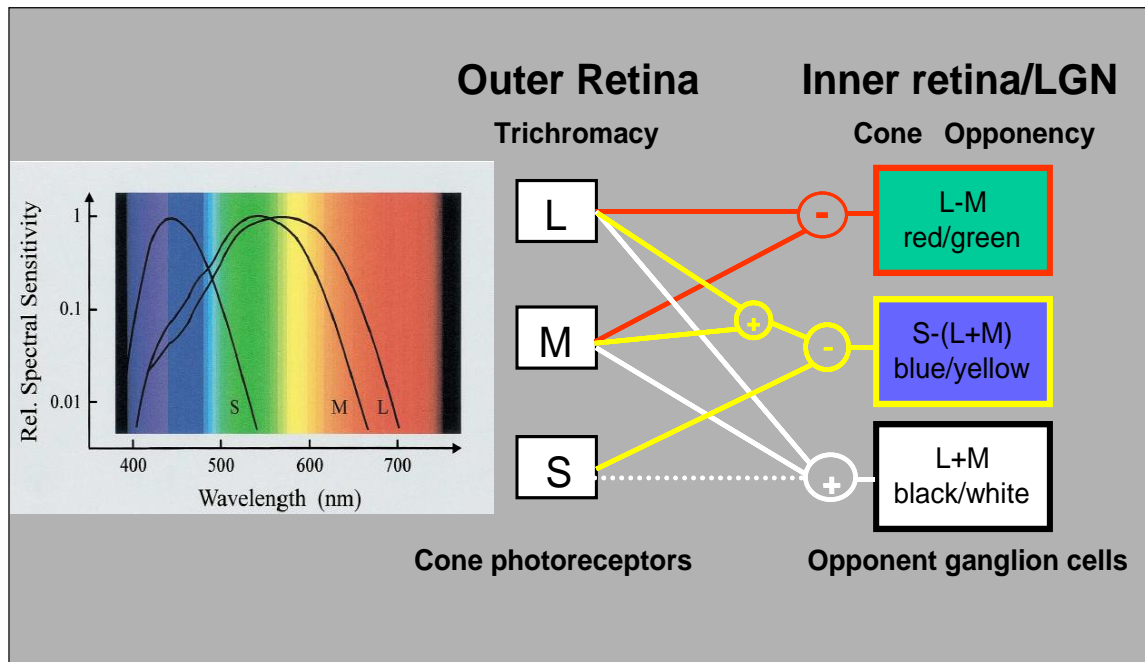 Outer Retina
Inner retina/LGN
Trichromacy
Cone Opponency
Rel. Spectral Sensitivity
1
0.1
0.01
S
M
L
400
500
600
700
Wavelength (nm)
L
M
S
-
+
-
+
L-M
red/green
S-(L+M)
blue/yellow
L+M
black/white
Cone photoreceptors
Opponent ganglion cells